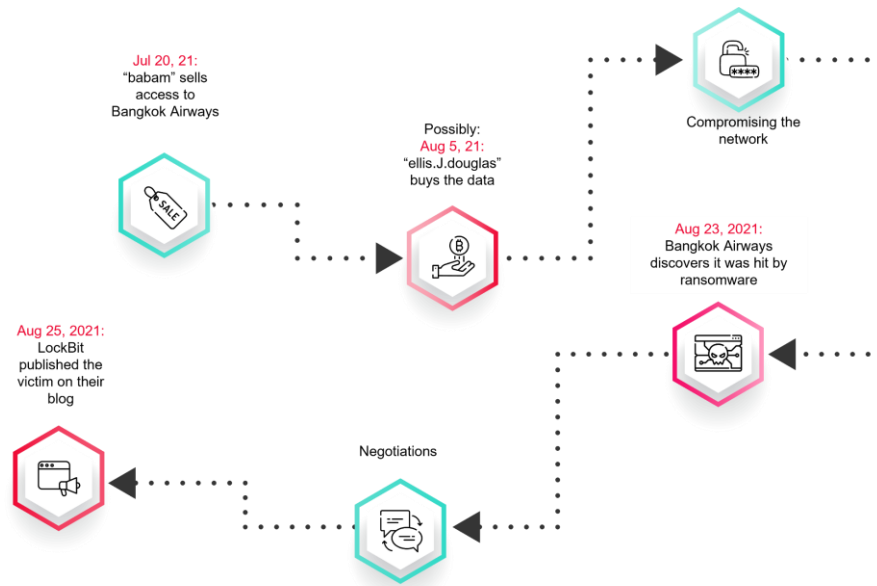 Jul 20, 21:
“babam” sells
access to
Bangkok Airways
SALE
Possibly:
Aug 5, 21:
“ellis.J.douglas”
buys the data
****
Compromising the
network
Aug 23, 2021:
Bangkok Airways
discovers it was hit by
ransomware
Negotiations
Aug 25, 2021:
LockBit
published the
victim on their
blog